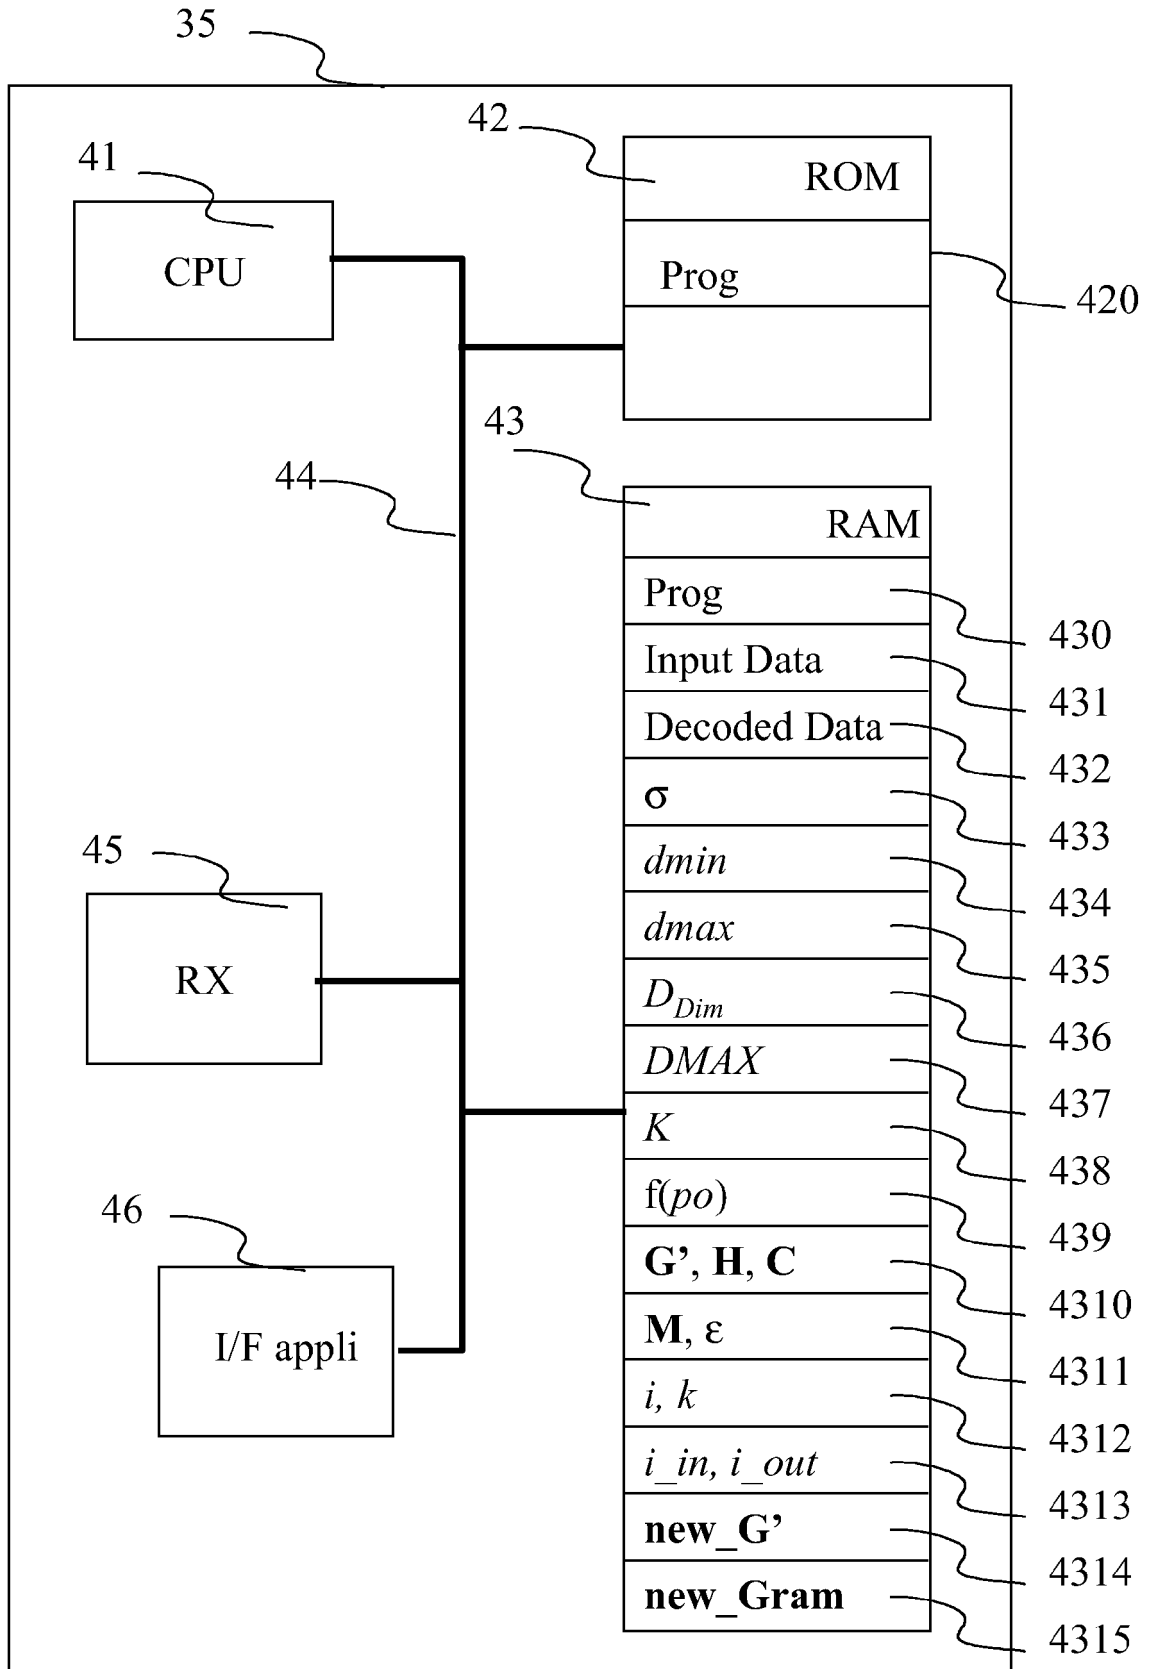 35
42
ROM
41
CPU
Prog
420
43
44
RAM
Prog
430
Input Data
431
Decoded Data
432
σ
433
dmin
434
45
dmax
435
RX
D_Dim
436
DMAX
437
K
438
46
f(po)
439
G’, H, C
4310
I/F appli
M, ε
4311
i, k
4312
i_in, i_out
4313
new_G’
4314
new_Gram
4315